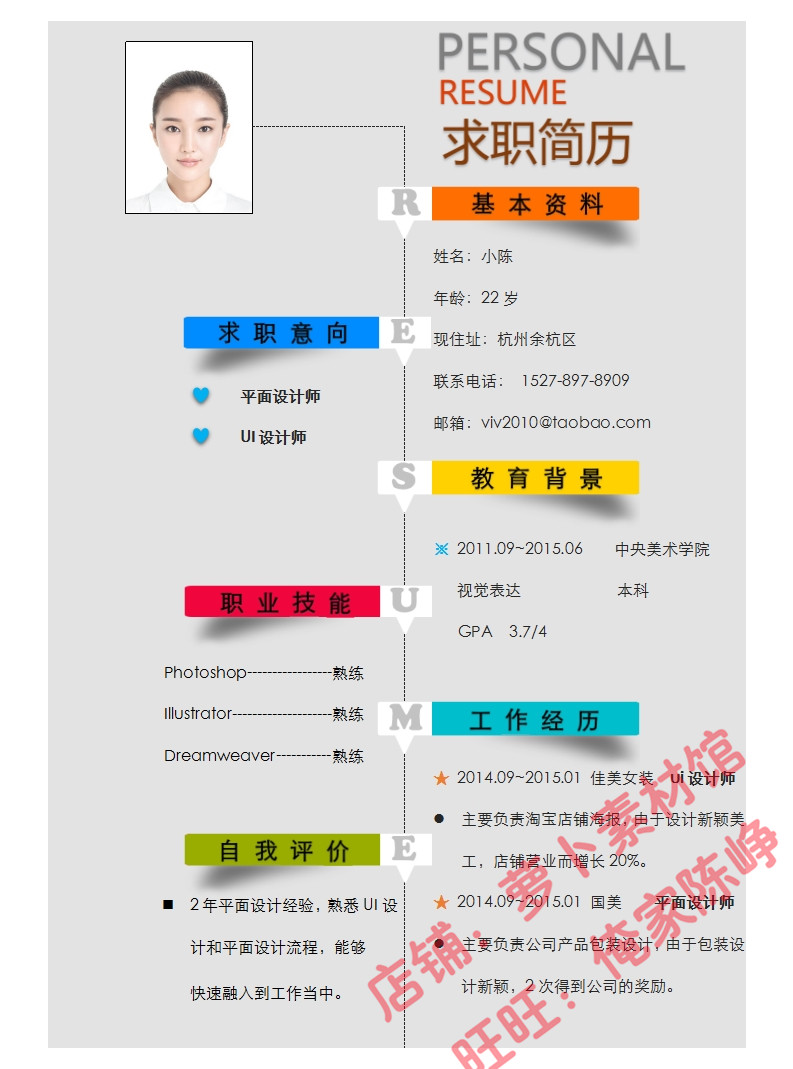 PERSONAL
RESUME
求职简历
R 基本资料
姓名：小陈
年龄：22 岁
现住址：杭州余杭区
联系电话： 1527-897-8909
邮箱：viv2010@taobao.com
求职意向 E
平面设计师
UI 设计师
S 教育背景
※ 2011.09~2015.06 中央美术学院
视觉表达 本科
GPA 3.7/4
职业技能 U
Photoshop-----------------熟练
Illustrator--------------------熟练
Dreamweaver-----------熟练
M 工作经历
★ 2014.09~2015.01 佳美女装 Ui 设计师
● 主要负责淘宝店铺海报，由于设计新颖美
工，店铺营业而增长 20%。
★ 2014.09~2015.01 国美 平面设计师
● 主要负责公司产品包装设计，由于包装设
计新颖，2 次得到公司的奖励。
自我评价 E
■ 2 年平面设计经验，熟悉 UI 设
计和平面设计流程，能够
快速融入到工作当中。
店铺：萝卜素材馆
旺旺：俺家陈峥